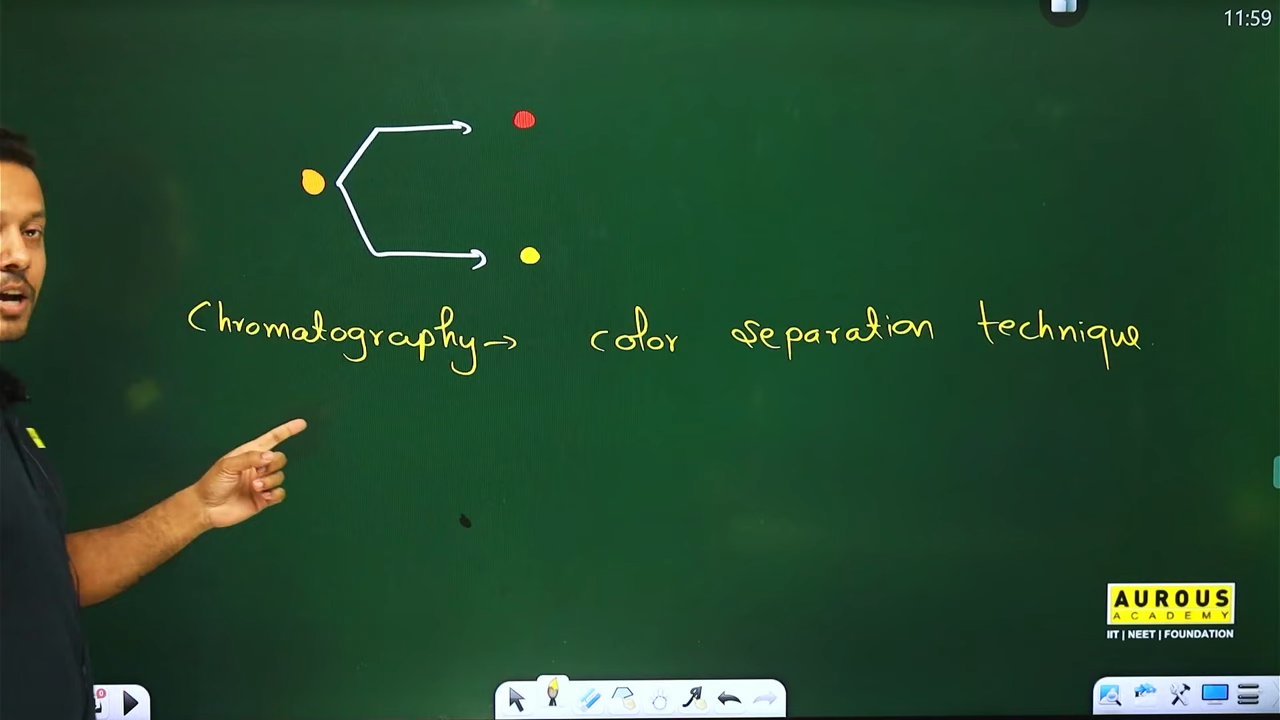 11:59
Chromatography→ color separation technique.
AUROUS
ACADEMY
IIT | NEET | FOUNDATION